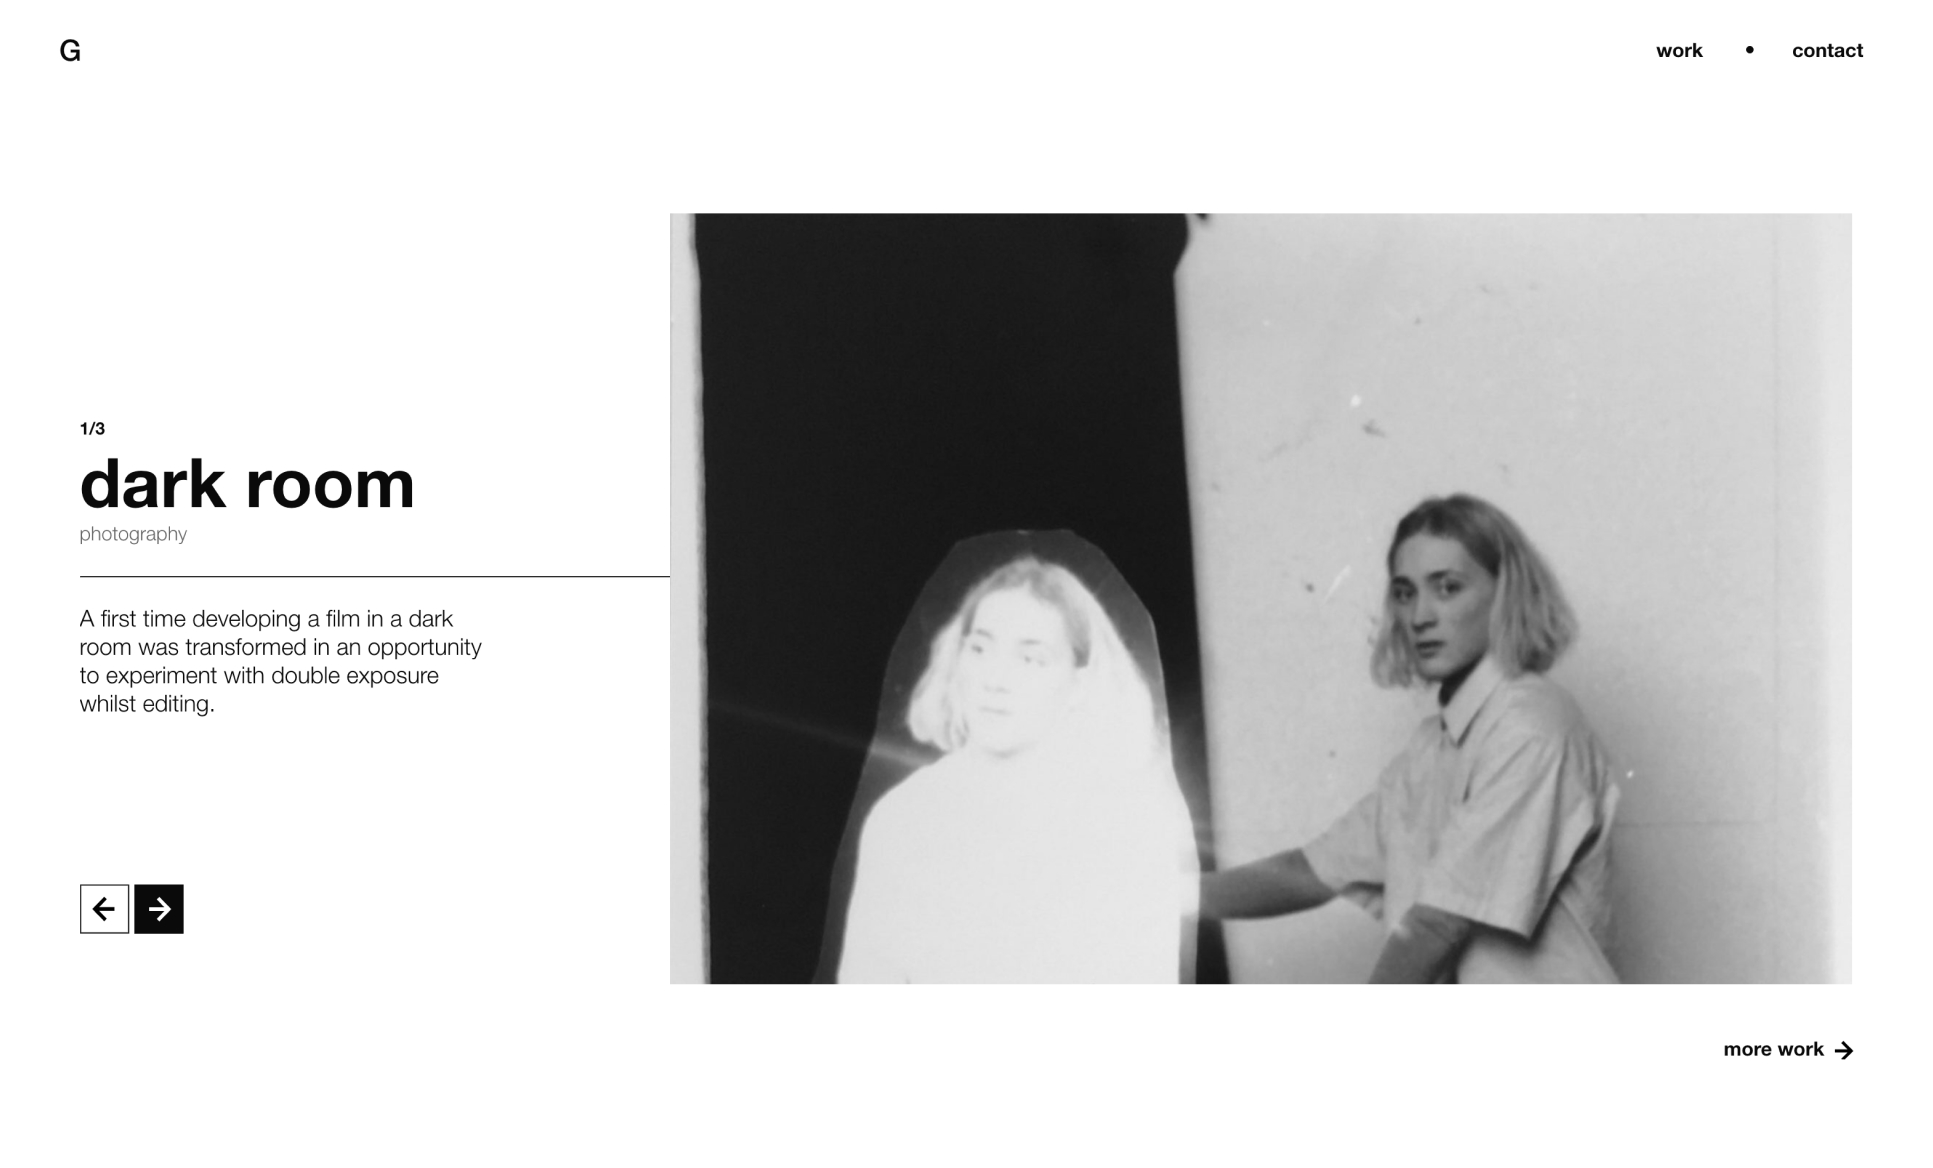 G
work • contact
1/3
dark room
photography
A first time developing a film in a dark
room was transformed in an opportunity
to experiment with double exposure
whilst editing.
more work →